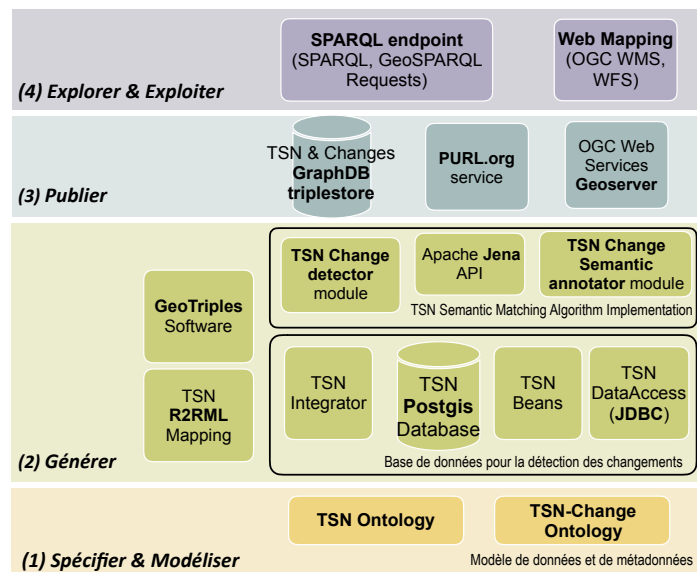 SPARQL endpoint
(SPARQL, GeoSPARQL
Requests)
Web Mapping
(OGC WMS,
WFS)
(4) Explorer & Exploiter
TSN & Changes
GraphDB
triplestore
PURL.org
service
OGC Web
Services
Geoserver
(3) Publier
TSN Change
detector
module
Apache Jena
API
TSN Change
Semantic
annotator module
TSN Semantic Matching Algorithm Implementation
GeoTriples
Software
TSN
R2RML
Mapping
TSN
Integrator
TSN
Postgis
Database
TSN
Beans
TSN
DataAccess
(JDBC)
Base de données pour la détection des changements
(2) Générer
TSN Ontology
TSN-Change
Ontology
(1) Spécifier & Modéliser
Modèle de données et de métadonnées